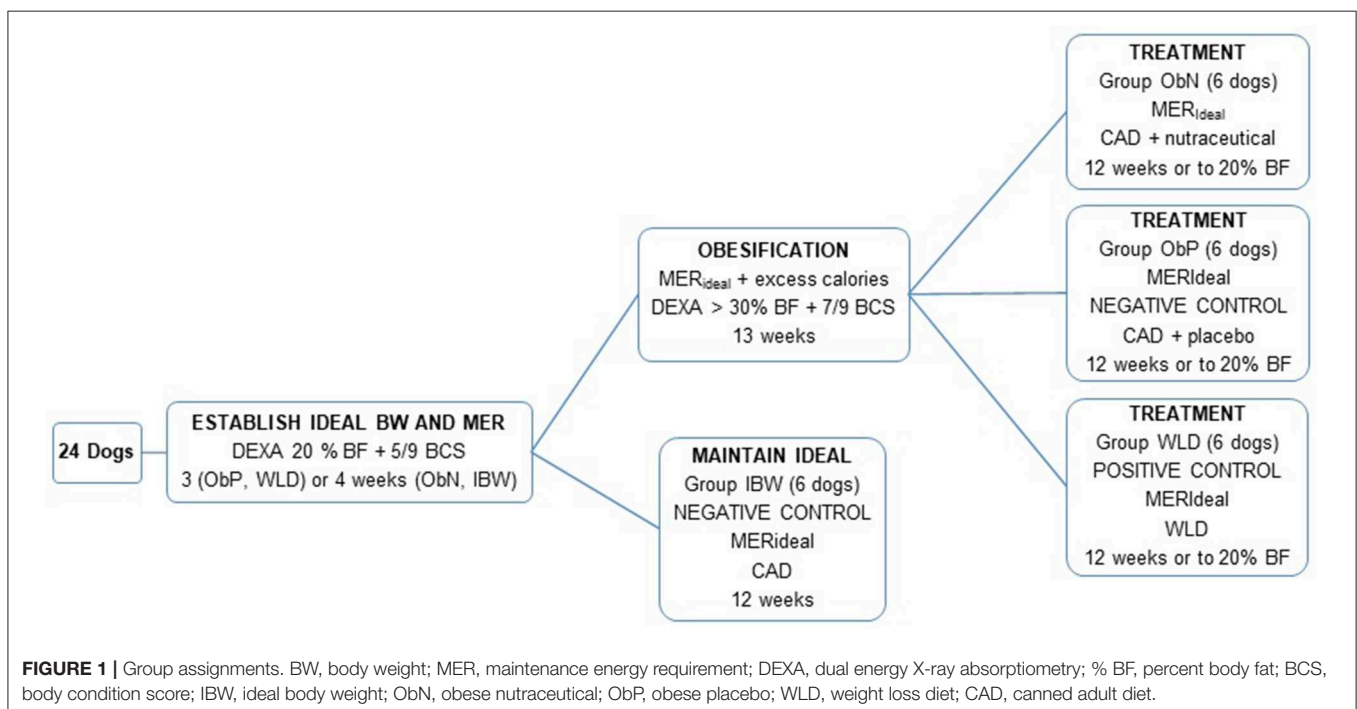 24 Dogs
ESTABLISH IDEAL BW AND MER
DEXA 20 % BF + 5/9 BCS
3 (ObP, WLD) or 4 weeks (ObN, IBW)
OBESIFICATION
MERideal + excess calories
DEXA > 30% BF + 7/9 BCS
13 weeks
MAINTAIN IDEAL
Group IBW (6 dogs)
NEGATIVE CONTROL
MERideal
CAD
12 weeks
TREATMENT
Group ObN (6 dogs)
MERIdeal
CAD + nutraceutical
12 weeks or to 20% BF
TREATMENT
Group ObP (6 dogs)
MERIdeal
NEGATIVE CONTROL
CAD + placebo
12 weeks or to 20% BF
TREATMENT
Group WLD (6 dogs)
POSITIVE CONTROL
MERIdeal
WLD
12 weeks or to 20% BF
FIGURE 1 | Group assignments. BW, body weight; MER, maintenance energy requirement; DEXA, dual energy X-ray absorptiometry; % BF, percent body fat; BCS,
body condition score; IBW, ideal body weight; ObN, obese nutraceutical; ObP, obese placebo; WLD, weight loss diet; CAD, canned adult diet.